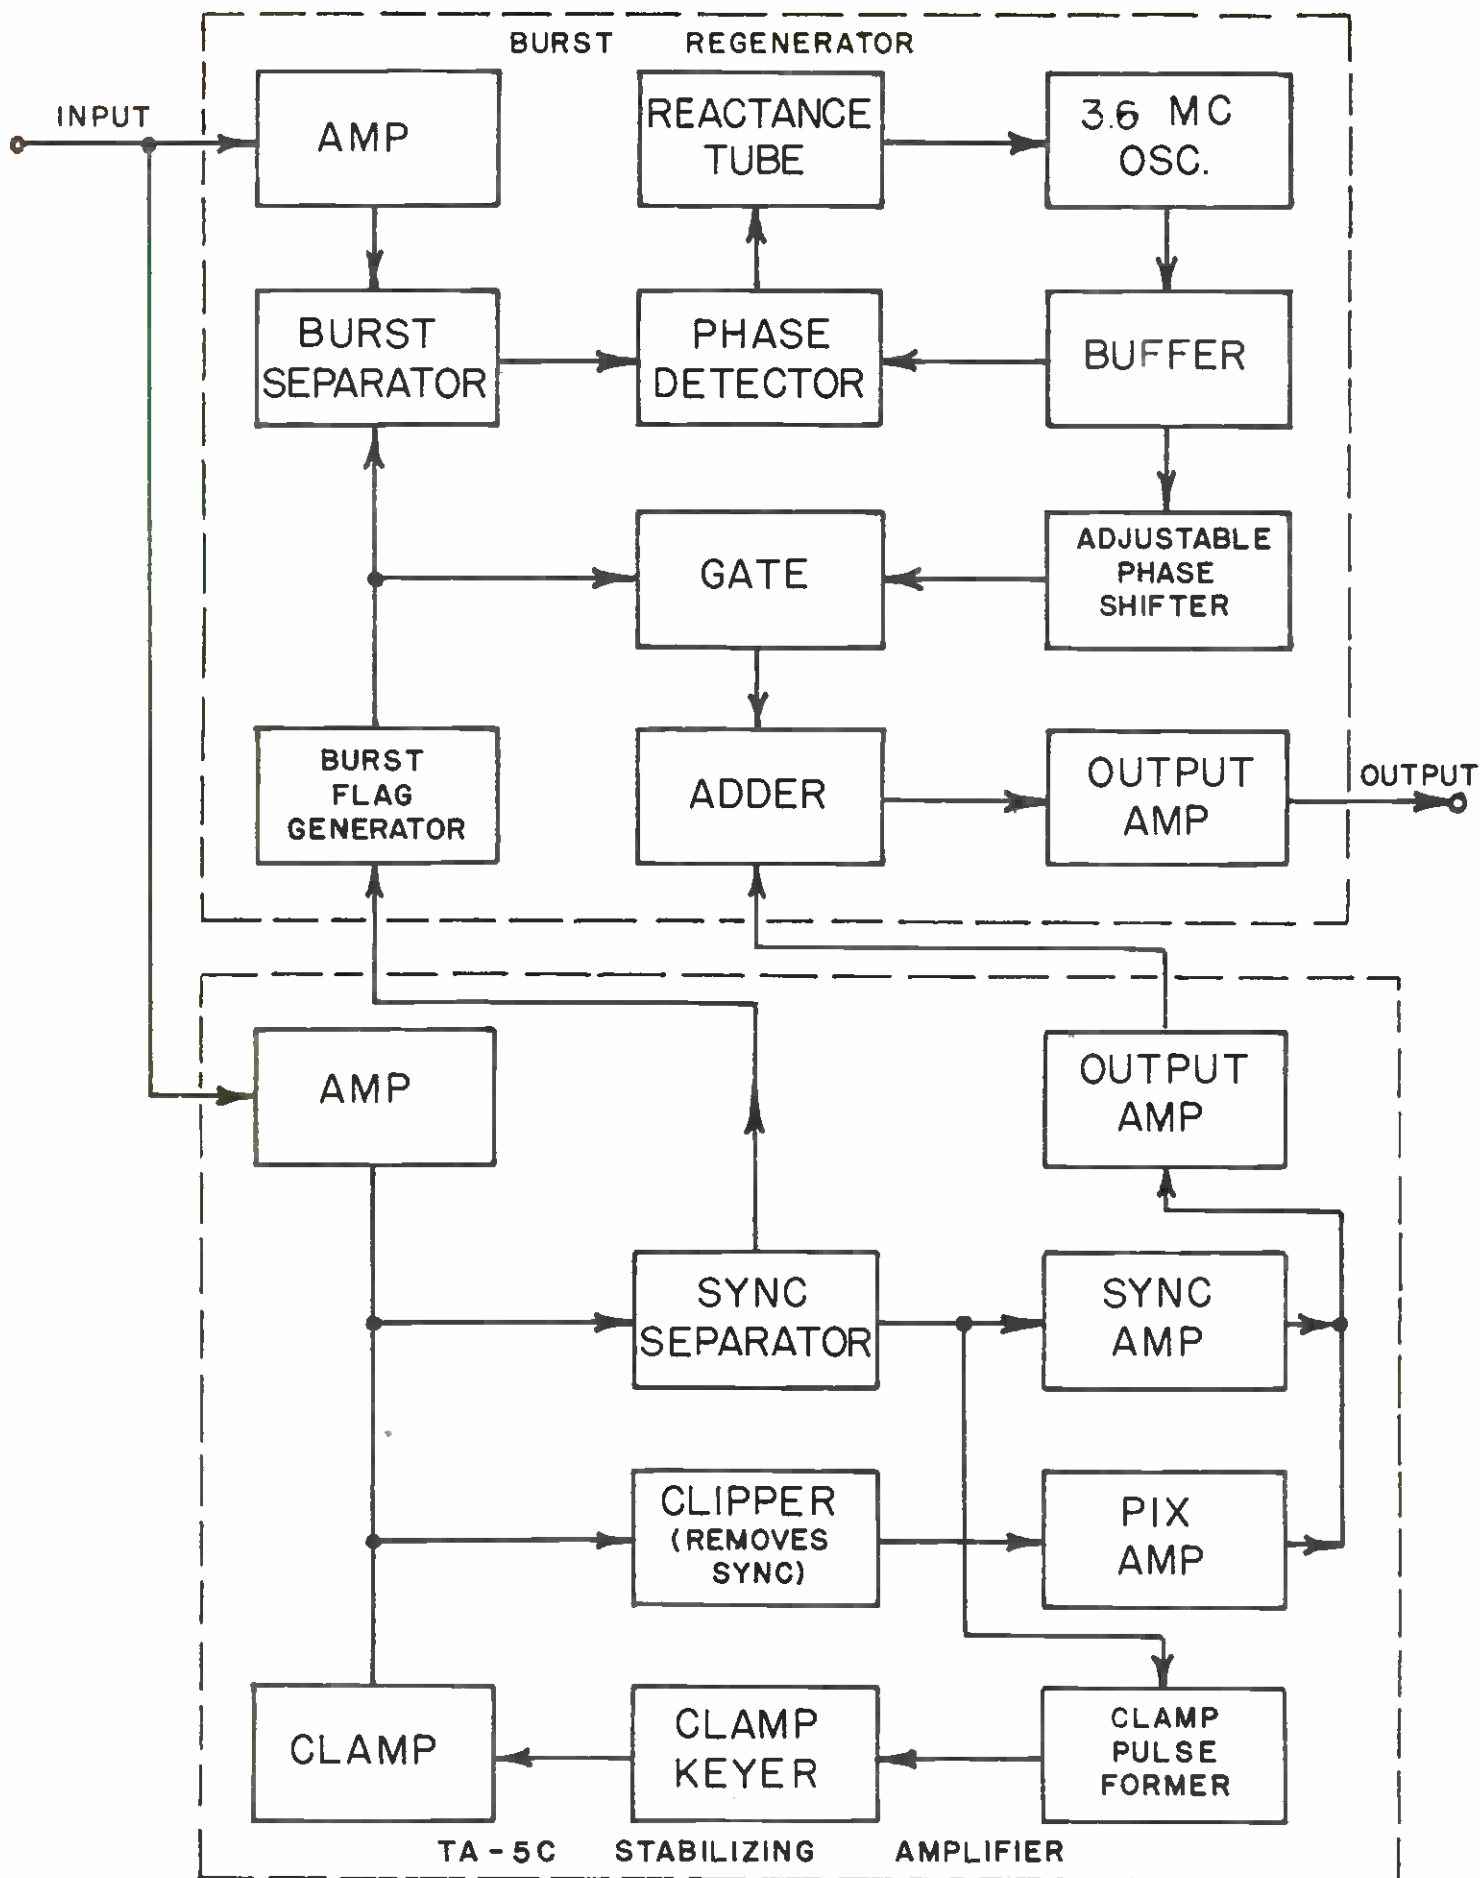 BURST REGENERATOR
INPUT
AMP
REACTANCE
TUBE
3.6 MC
OSC.
BURST
SEPARATOR
PHASE
DETECTOR
BUFFER
GATE
ADJUSTABLE
PHASE
SHIFTER
BURST
FLAG
GENERATOR
ADDER
OUTPUT
AMP
OUTPUT
AMP
OUTPUT
AMP
SYNC
SEPARATOR
SYNC
AMP
CLIPPER
(REMOVES
SYNC)
PIX
AMP
CLAMP
CLAMP
KEYER
CLAMP
PULSE
FORMER
TA-5C STABILIZING AMPLIFIER